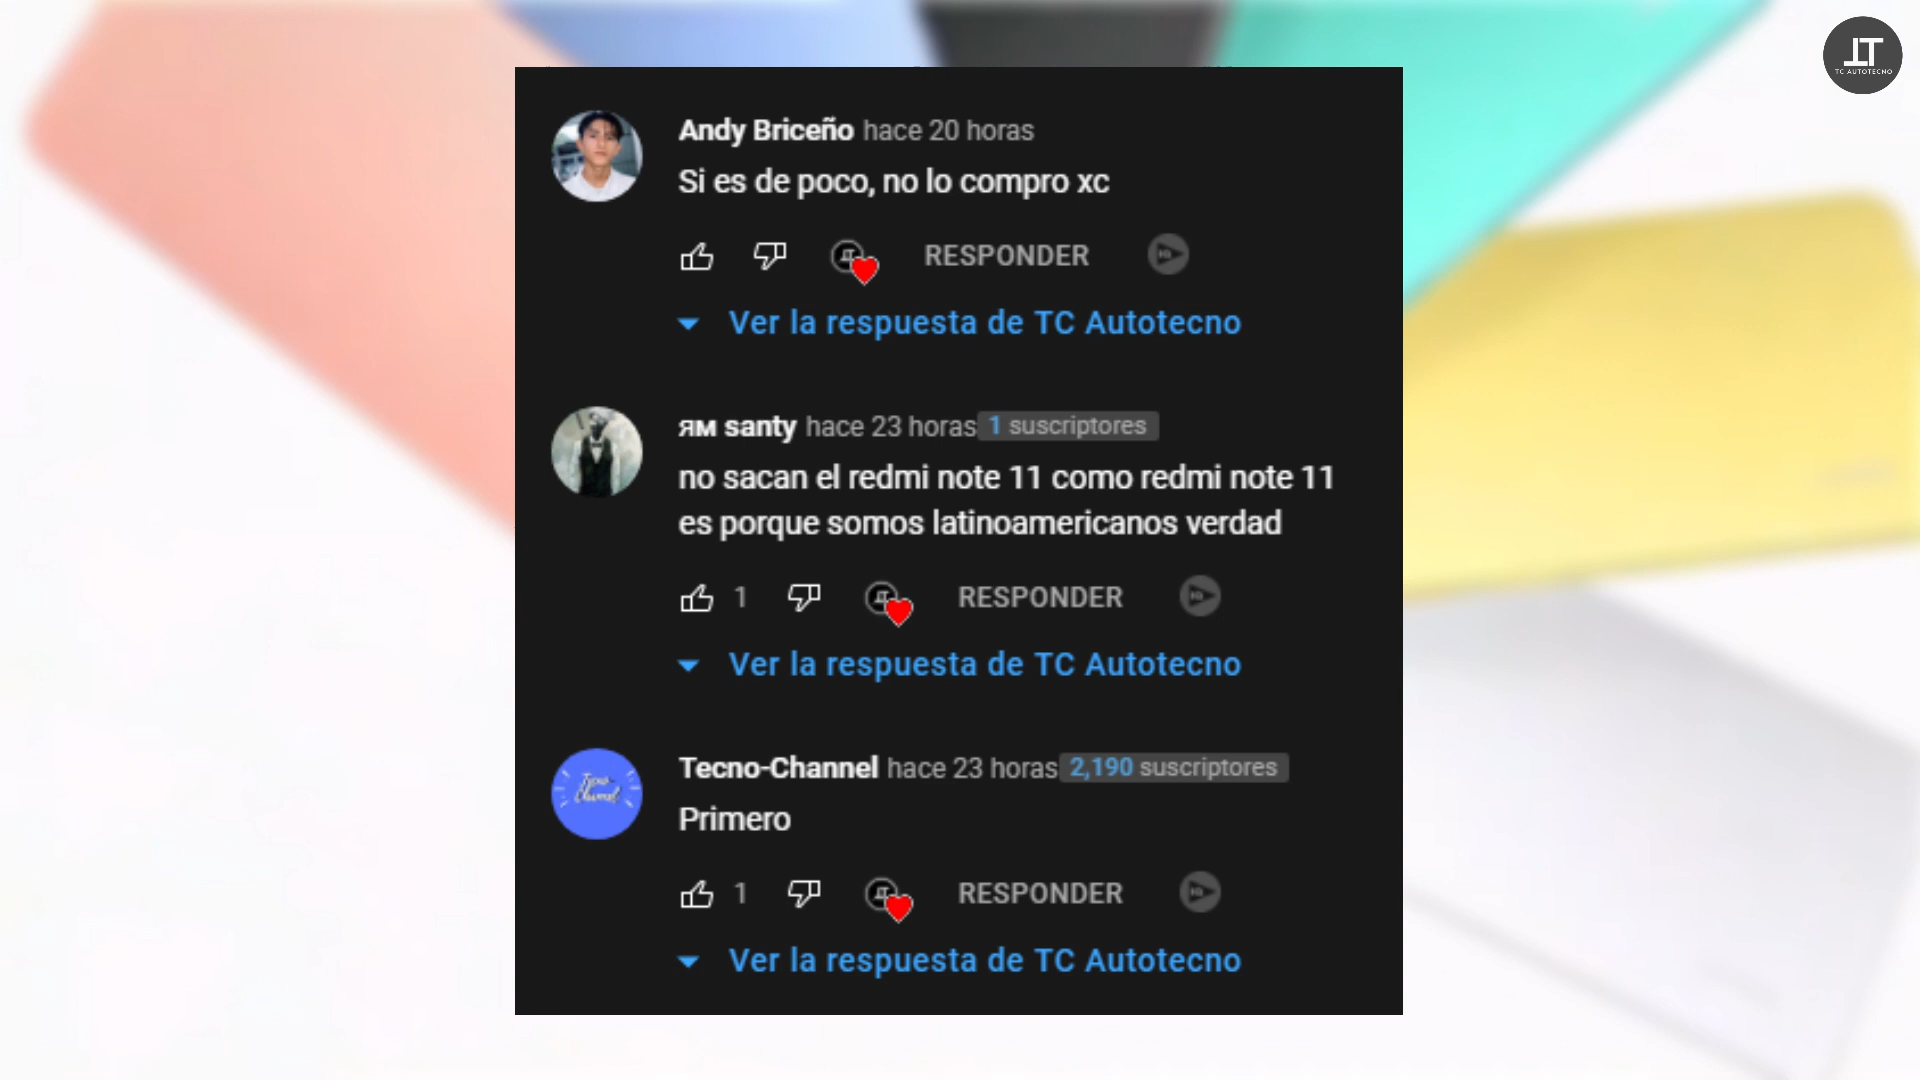 TC AUTOTECNO
Andy Briceño hace 20 horas
Si es de poco, no lo compro xc
RESPONDER
Ver la respuesta de TC Autotecno
ям santy hace 23 horas 1 suscriptores
no sacan el redmi note 11 como redmi note 11
es porque somos latinoamericanos verdad
1 RESPONDER
Ver la respuesta de TC Autotecno
Tecno-Channel hace 23 horas 2,190 suscriptores
Tecno-
Channel
Primero
1 RESPONDER
Ver la respuesta de TC Autotecno